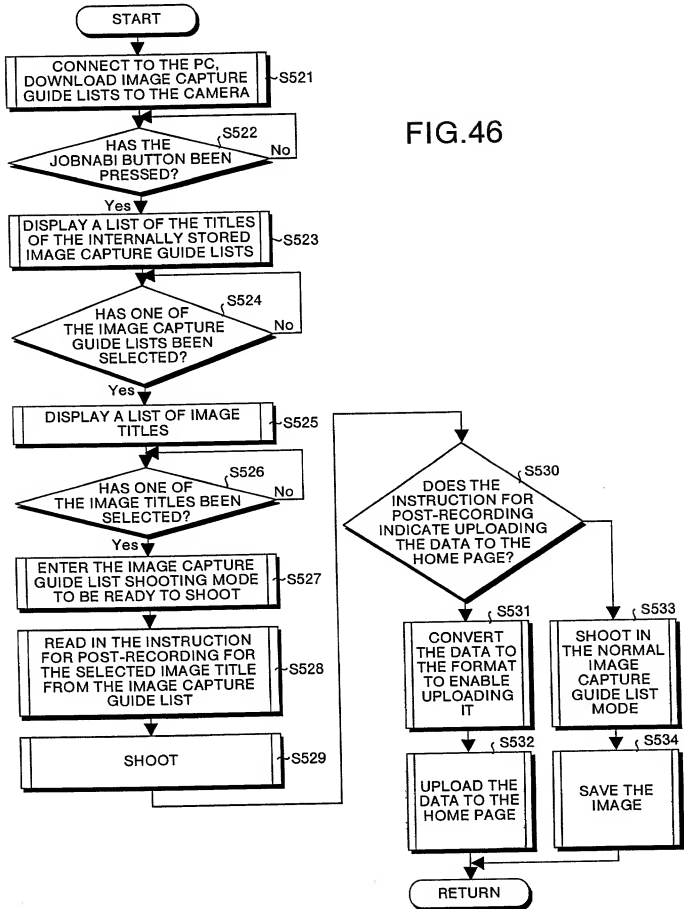 START
CONNECT TO THE PC,
DOWNLOAD IMAGE CAPTURE
GUIDE LISTS TO THE CAMERA
S521
FIG.46
S522
HAS THE
JOBNABI BUTTON BEEN
PRESSED?
No
Yes
DISPLAY A LIST OF THE TITLES
OF THE INTERNALLY STORED
IMAGE CAPTURE GUIDE LISTS
S523
S524
HAS ONE OF
THE IMAGE CAPTURE
GUIDE LISTS BEEN
SELECTED?
No
Yes
DISPLAY A LIST OF IMAGE
TITLES
S525
S526
HAS ONE OF
THE IMAGE TITLES BEEN
SELECTED?
No
Yes
ENTER THE IMAGE CAPTURE
GUIDE LIST SHOOTING MODE
TO BE READY TO SHOOT
S527
READ IN THE INSTRUCTION
FOR POST-RECORDING FOR
THE SELECTED IMAGE TITLE
FROM THE IMAGE CAPTURE
GUIDE LIST
S528
SHOOT
S529
S530
DOES THE
INSTRUCTION FOR
POST-RECORDING
INDICATE UPLOADING
THE DATA TO THE
HOME PAGE?
S531
CONVERT
THE DATA TO
THE FORMAT
TO ENABLE
UPLOADING
IT
S532
UPLOAD THE
DATA TO THE
HOME PAGE
S533
SHOOT IN
THE NORMAL
IMAGE
CAPTURE
GUIDE LIST
MODE
S534
SAVE THE
IMAGE
RETURN